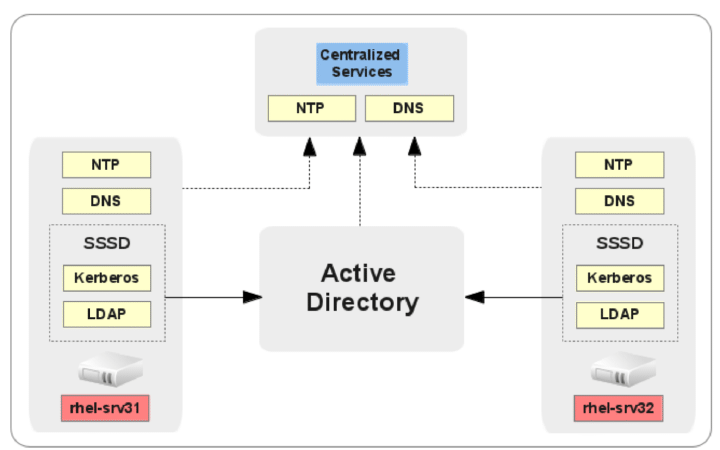 Centralized
Services
NTP
DNS
NTP
DNS
SSSD
Kerberos
LDAP
rhel-srv31
Active
Directory
NTP
DNS
SSSD
Kerberos
LDAP
rhel-srv32